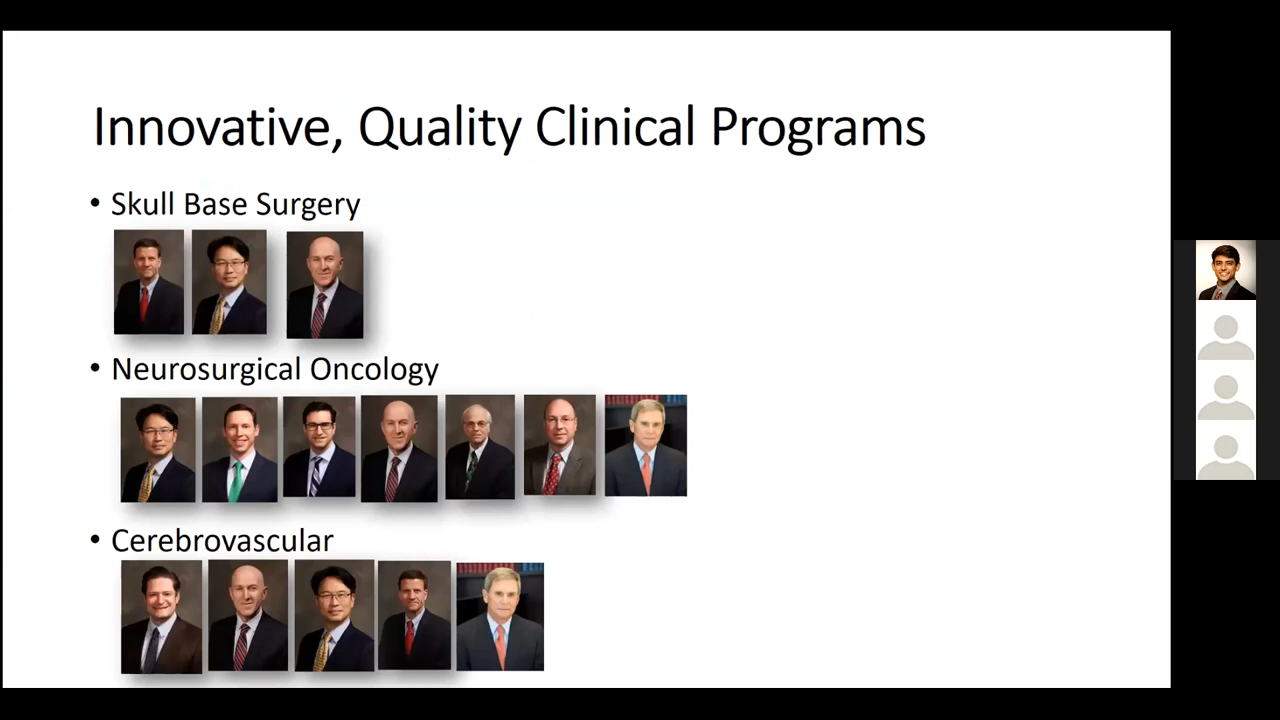 Innovative, Quality Clinical Programs
• Skull Base Surgery
• Neurosurgical Oncology
• Cerebrovascular